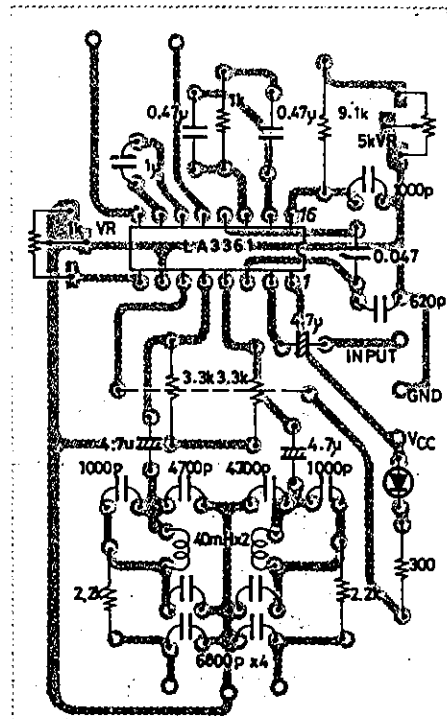 0.47μ
1k
0.47μ
9.1k
5kVR
1μ
1000p
16
1k
VR
LA3361
0.047
1
4.7μ
620p
INPUT
3.3k
3.3k
GND
4.7μ
4.7μ
Vcc
1000p
4700p
4700p
1000p
40mH×2
300
2.2k
2.2k
6800p x4